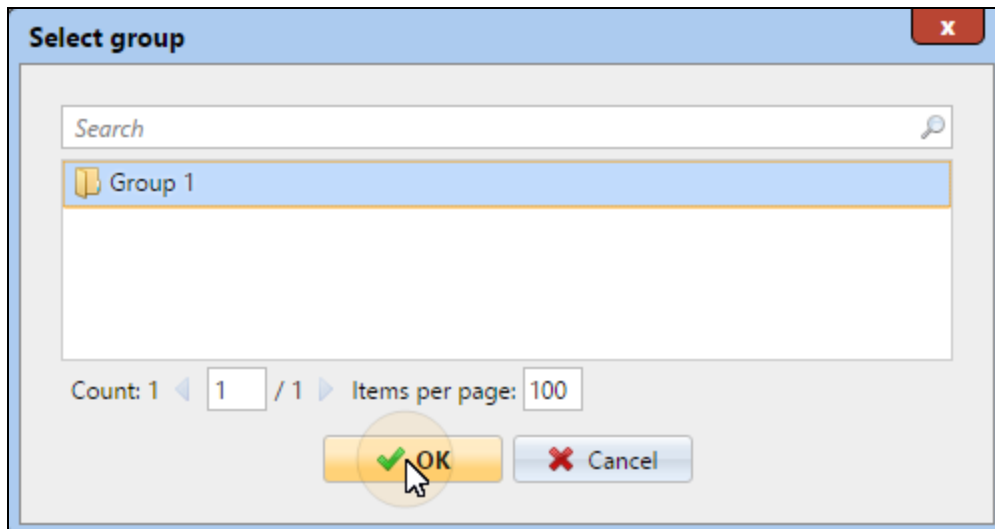 Select group
x
Search
Group 1
Count: 1 1 / 1 Items per page: 100
OK Cancel